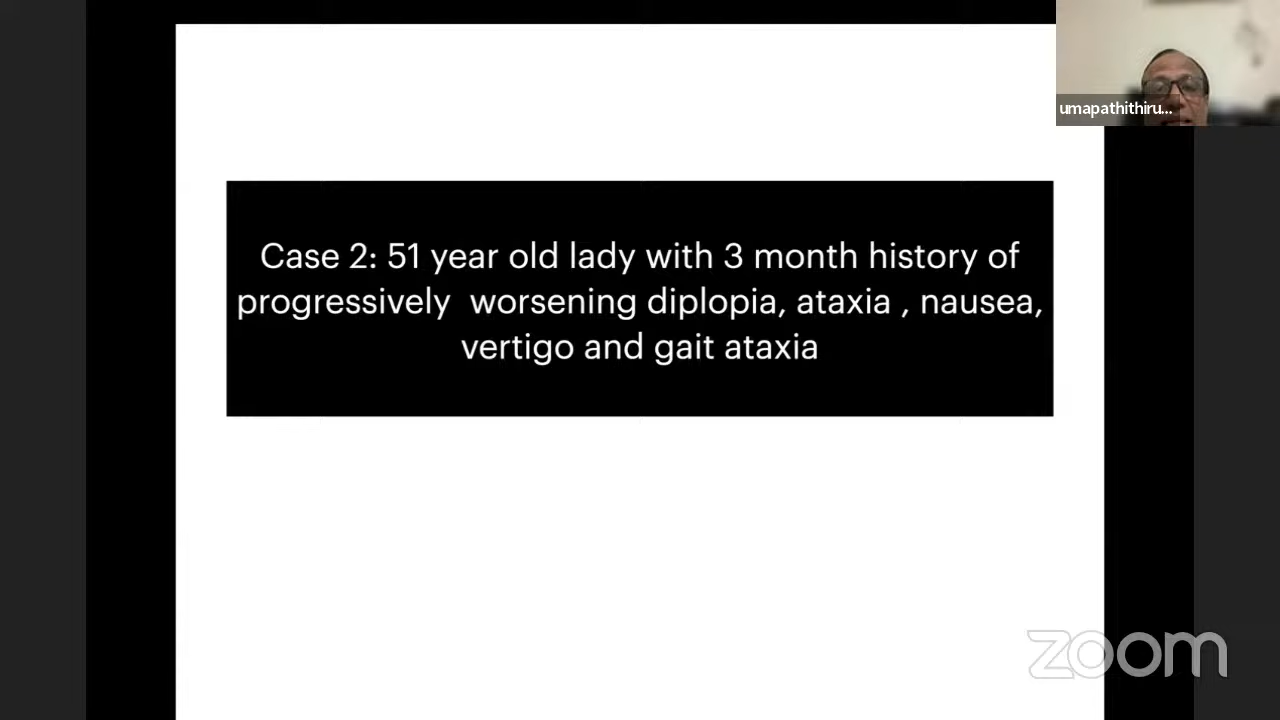 umapathithiru...
Case 2: 51 year old lady with 3 month history of
progressively  worsening diplopia, ataxia , nausea,
vertigo and gait ataxia
zoom